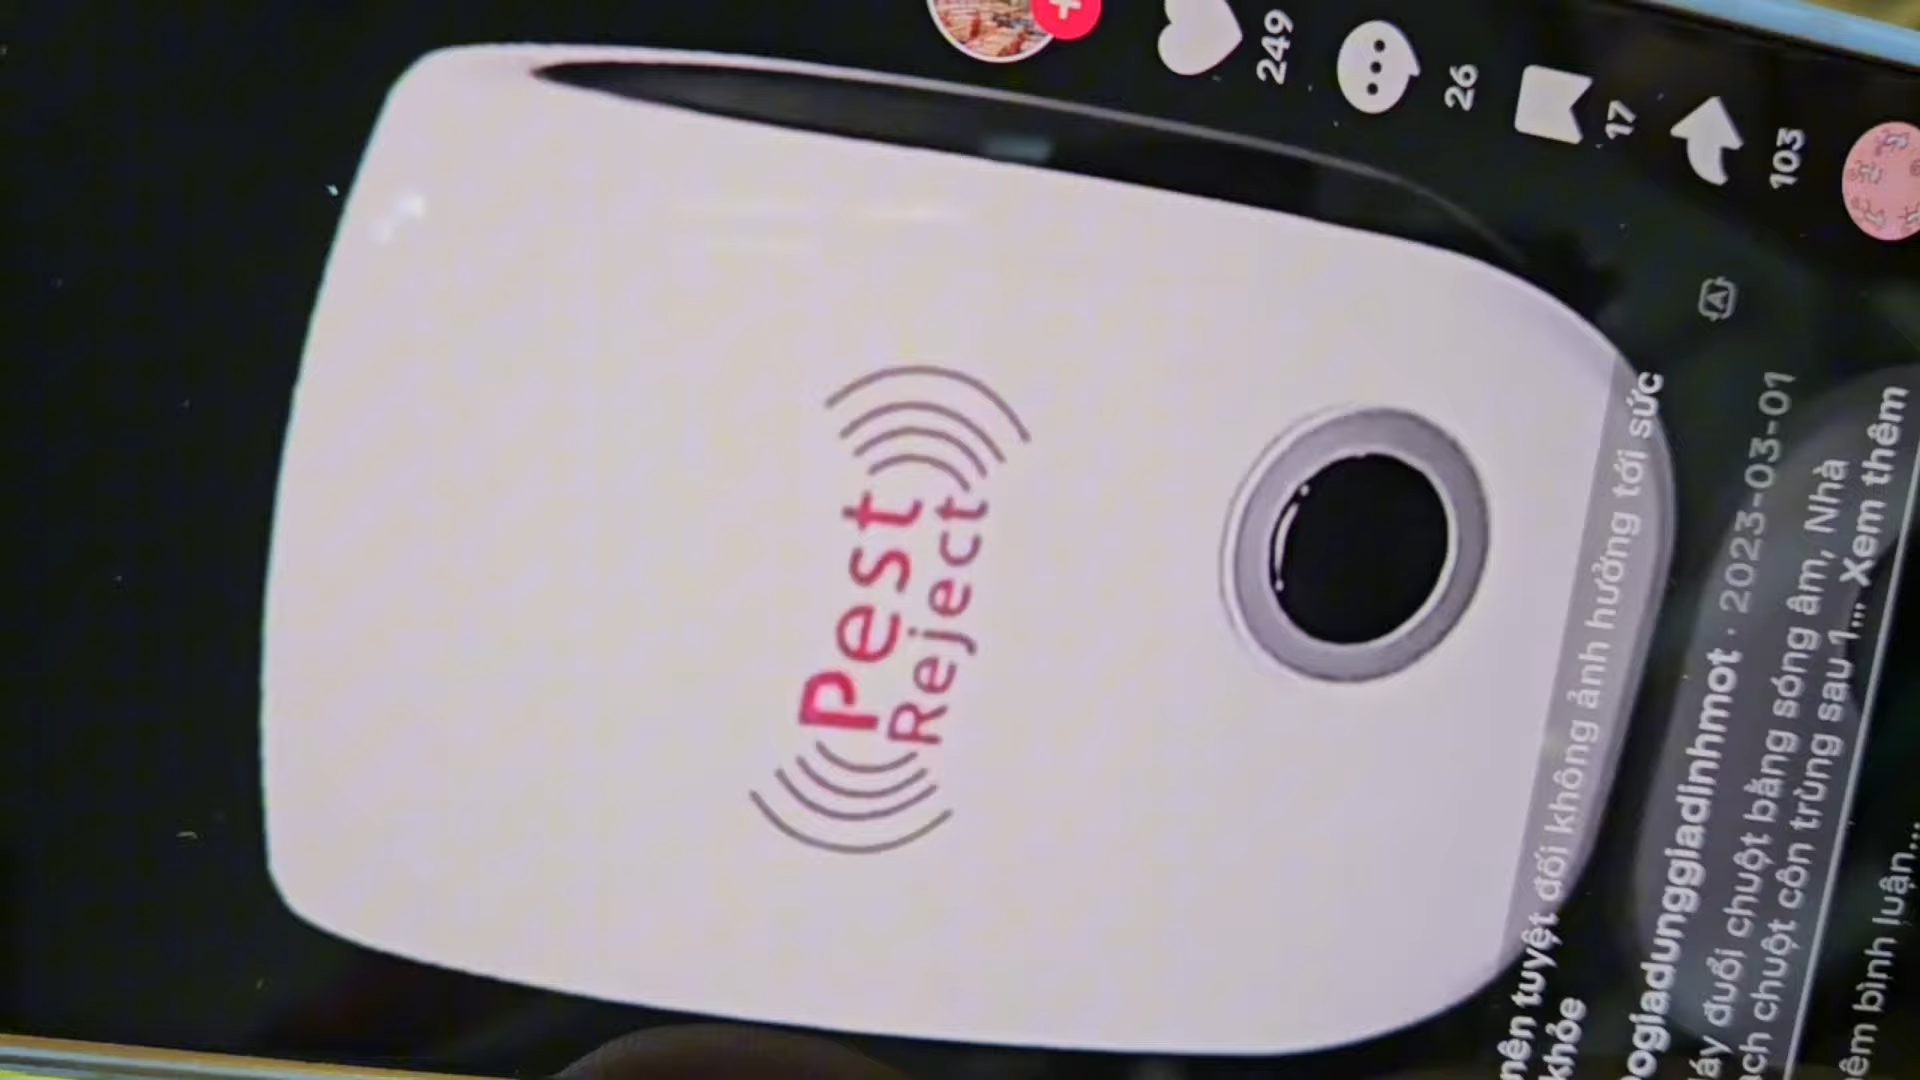 249
26
17
103
Pest
Reject
nên tuyệt đối không ảnh hưởng tới sức
khỏe
ogiadunggiadinhmot · 2023-03-01
áy đuổi chuột bằng sóng âm, Nhà
ạch chuột côn trùng sau 1... Xem thêm
êm bình luận...